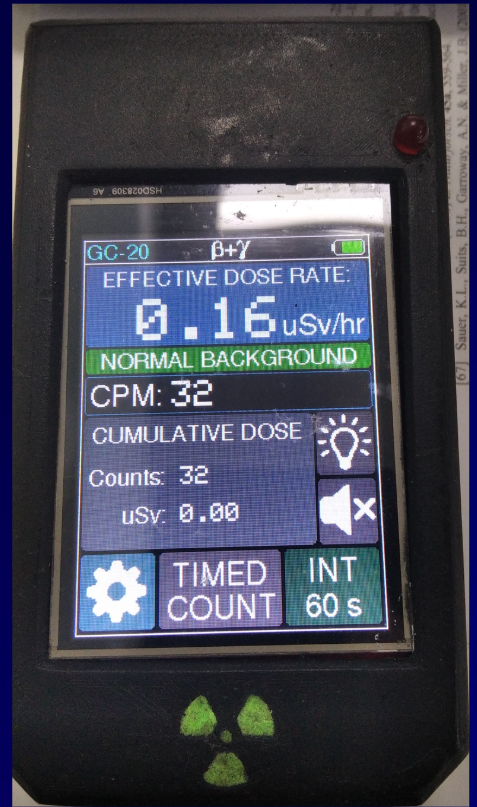 HSD028309 A6
GC-20 β+γ
EFFECTIVE DOSE RATE:
0.16 uSv/hr
NORMAL BACKGROUND
CPM: 32
CUMULATIVE DOSE
Counts: 32
uSv: 0.00
TIMED
COUNT
INT
60 s
[67] Sauer, K.L., Suits, B.H., Garroway, A.N. & Miller, J.B.